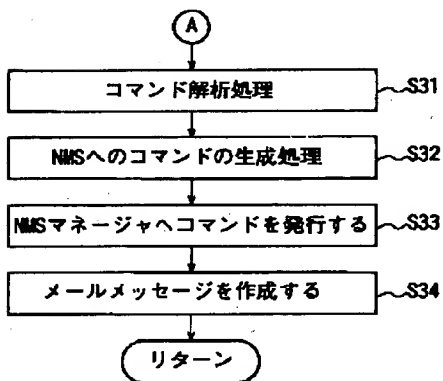 A
コマンド解析処理 S31
NMSへのコマンドの生成処理 S32
NMSマネージャへコマンドを発行する S33
メールメッセージを作成する S34
リターン